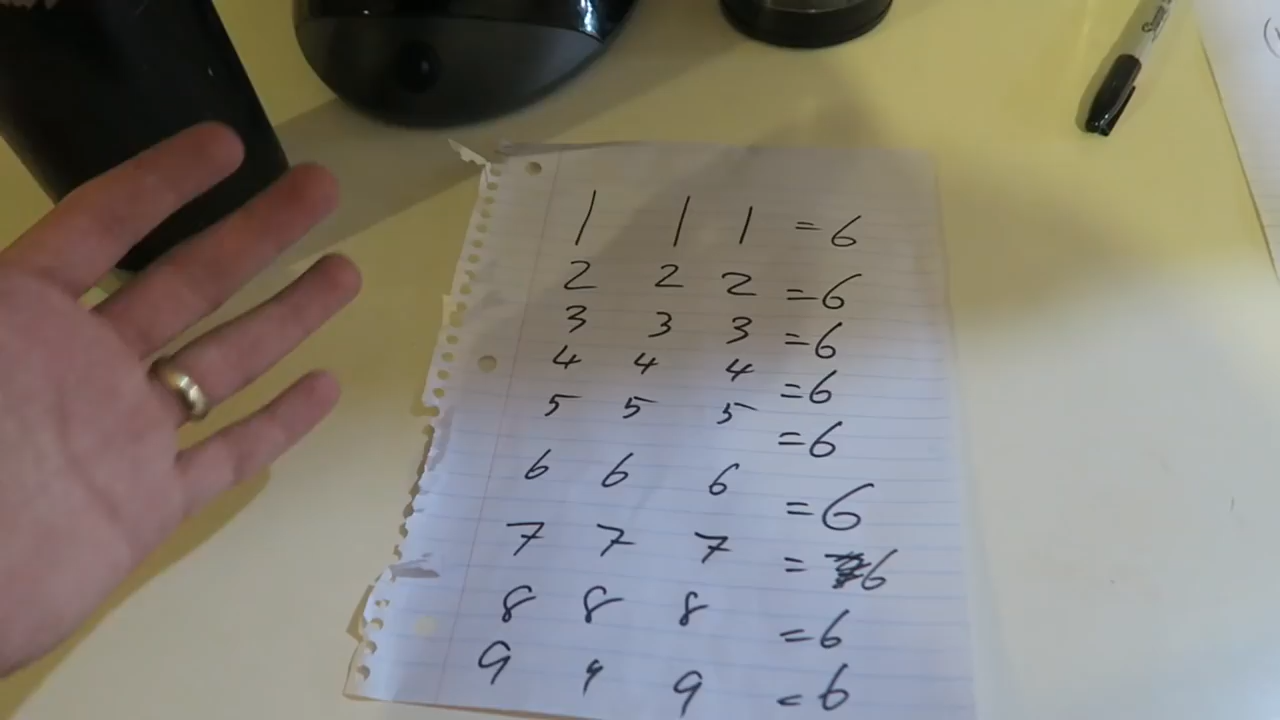 1 1 1 = 6
2 2 2 = 6
3 3 3 = 6
4 4 4 = 6
5 5 5 = 6
6 6 6 = 6
7 7 7 = 6
8 8 8 = 6
9 9 9 = 6